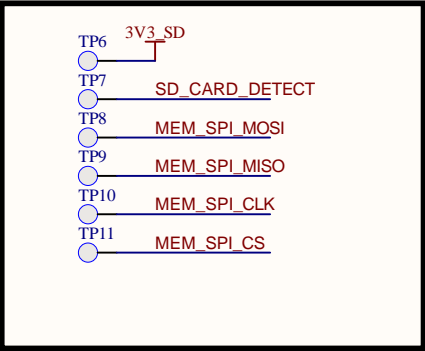 TP6 3V3_SD
TP7 SD_CARD_DETECT
TP8 MEM_SPI_MOSI
TP9 MEM_SPI_MISO
TP10 MEM_SPI_CLK
TP11 MEM_SPI_CS